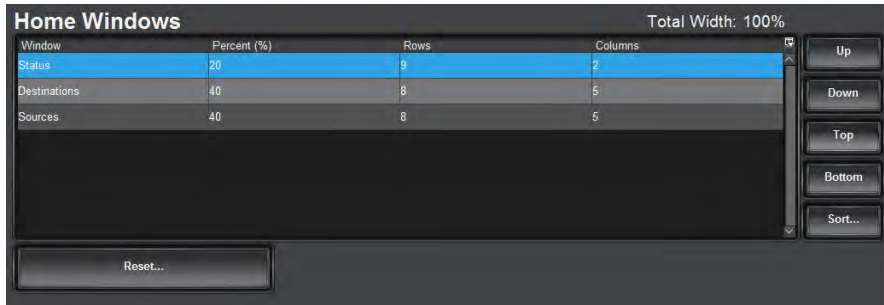 Home Windows
Total Width: 100%
Window Percent (%) Rows Columns
Status 20 9 2
Destinations 40 8 5
Sources 40 8 5
Up
Down
Top
Bottom
Sort...
Reset...